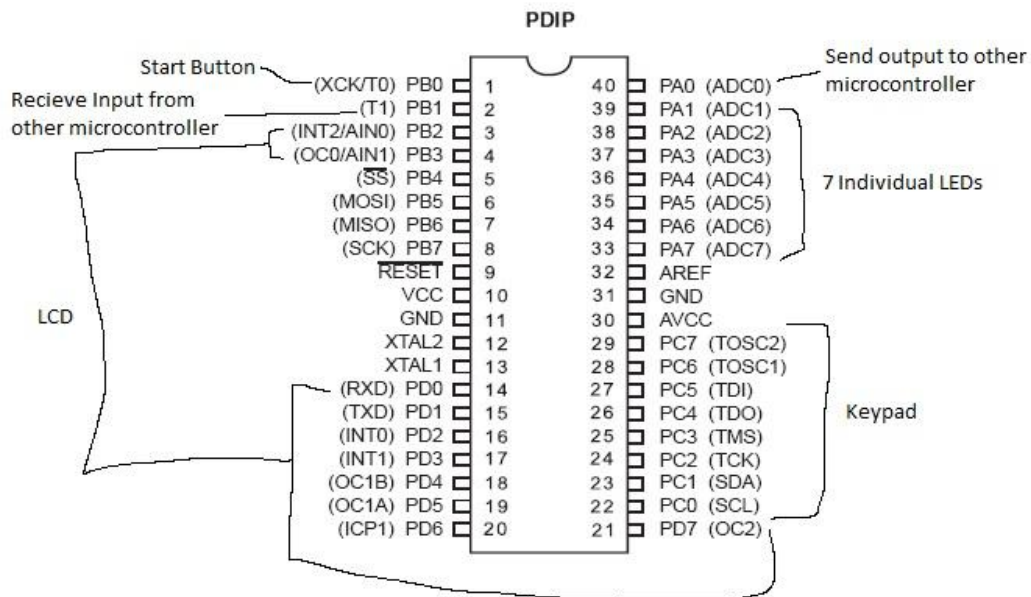 PDIP
Start Button
Recieve Input from
other microcontroller
LCD
(XCK/T0) PB0 1
(T1) PB1 2
(INT2/AIN0) PB2 3
(OC0/AIN1) PB3 4
(SS) PB4 5
(MOSI) PB5 6
(MISO) PB6 7
(SCK) PB7 8
RESET 9
VCC 10
GND 11
XTAL2 12
XTAL1 13
(RXD) PD0 14
(TXD) PD1 15
(INT0) PD2 16
(INT1) PD3 17
(OC1B) PD4 18
(OC1A) PD5 19
(ICP1) PD6 20
40 PA0 (ADC0)
39 PA1 (ADC1)
38 PA2 (ADC2)
37 PA3 (ADC3)
36 PA4 (ADC4)
35 PA5 (ADC5)
34 PA6 (ADC6)
33 PA7 (ADC7)
32 AREF
31 GND
30 AVCC
29 PC7 (TOSC2)
28 PC6 (TOSC1)
27 PC5 (TDI)
26 PC4 (TDO)
25 PC3 (TMS)
24 PC2 (TCK)
23 PC1 (SDA)
22 PC0 (SCL)
21 PD7 (OC2)
Send output to other
microcontroller
7 Individual LEDs
Keypad